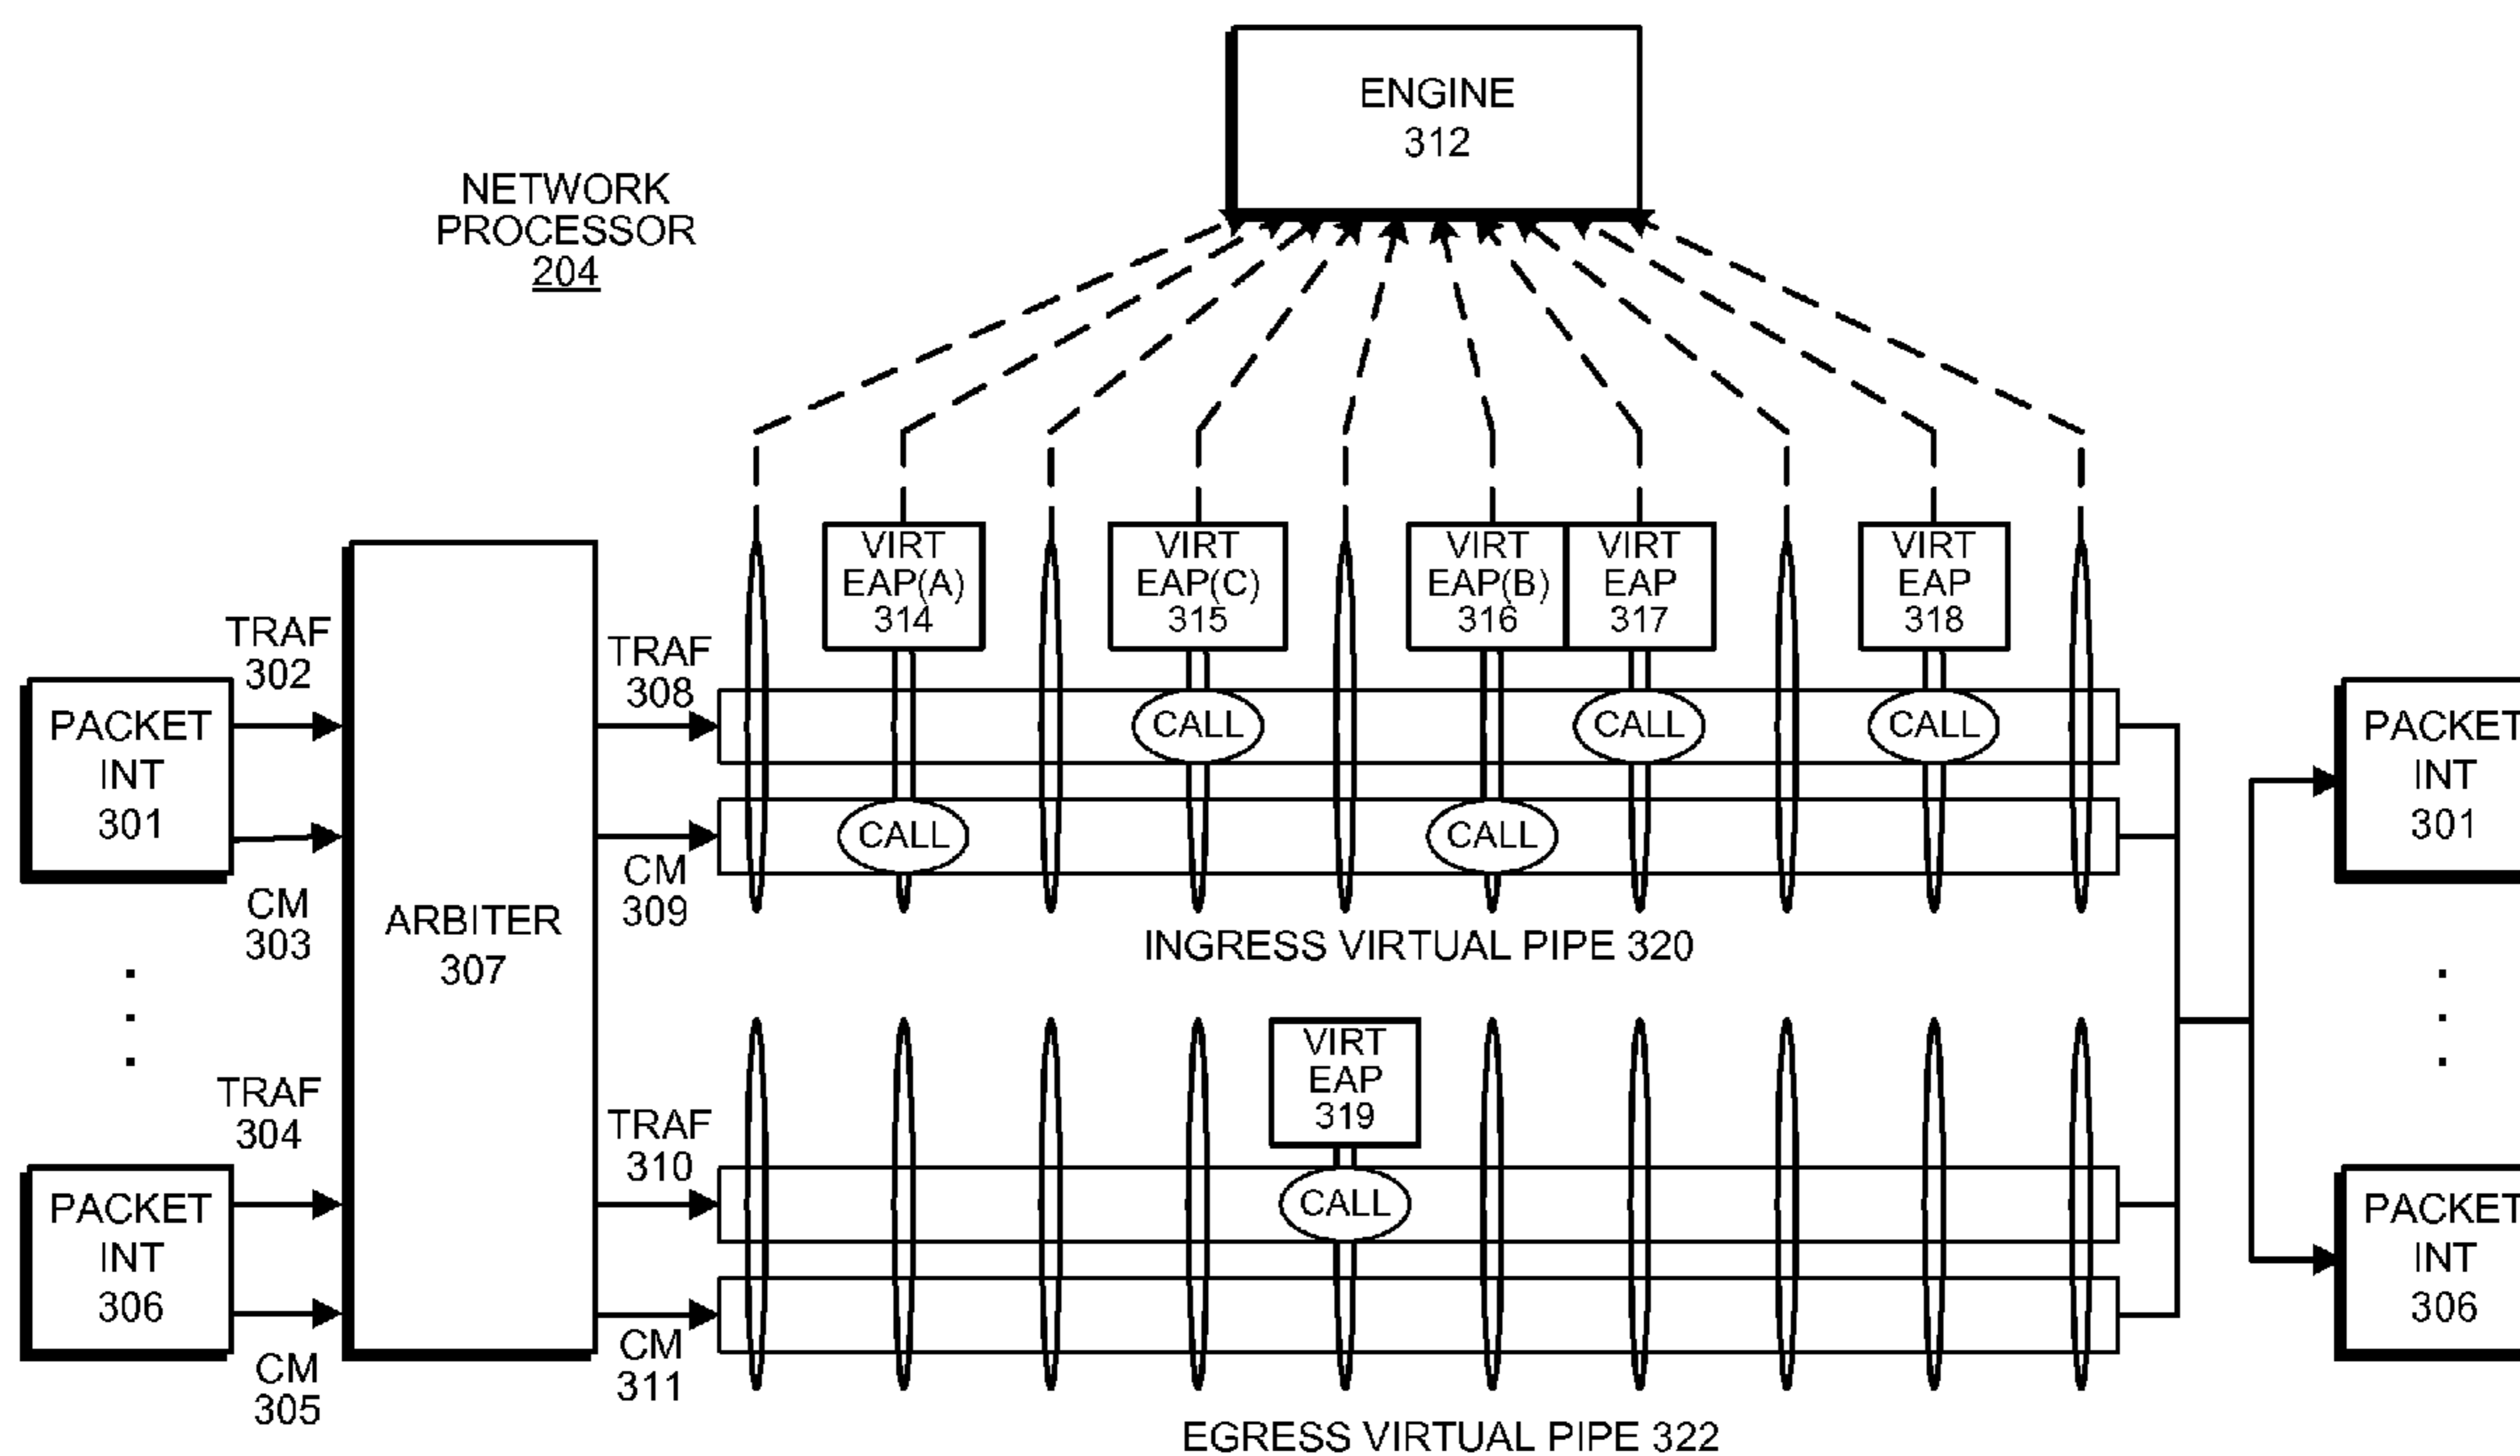 ENGINE
312
NETWORK
PROCESSOR
204
VIRT
EAP(A)
314
VIRT
EAP(C)
315
VIRT
EAP(B)
316
VIRT
EAP
317
VIRT
EAP
318
TRAF
302
TRAF
308
PACKET
INT
301
CALL
CALL
CALL
PACKET
INT
301
CALL
CALL
CM
303
CM
309
ARBITER
307
INGRESS VIRTUAL PIPE 320
VIRT
EAP
319
TRAF
304
TRAF
310
PACKET
INT
306
CALL
PACKET
INT
306
CM
305
CM
311
EGRESS VIRTUAL PIPE 322